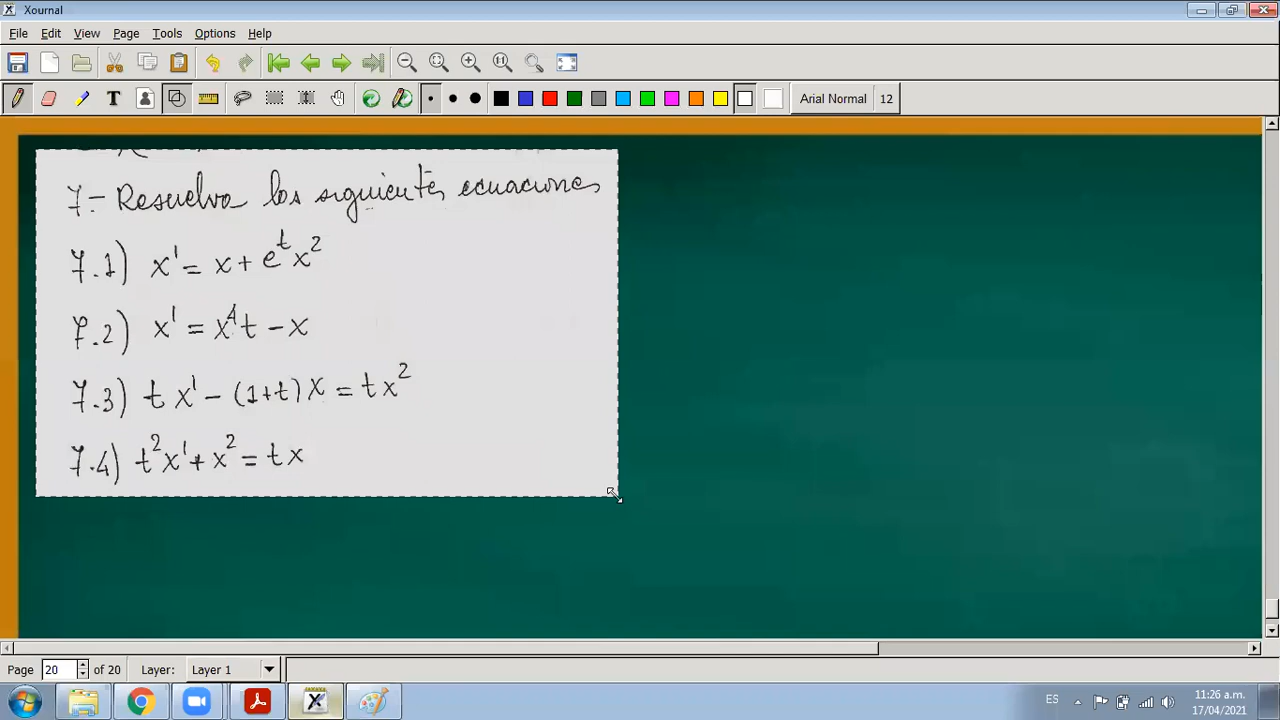 Xournal
File Edit View Page Tools Options Help
Arial Normal 12
7.- Resuelva los siguientes ecuaciones
7.1) x' = x + e^t x^2
7.2) x' = x^4 t - x
7.3) t x' - (1+t) x = t x^2
7.4) t^2 x' + x^2 = t x
Page 20 of 20 Layer: Layer 1
ES 11:26 a.m.
17/04/2021